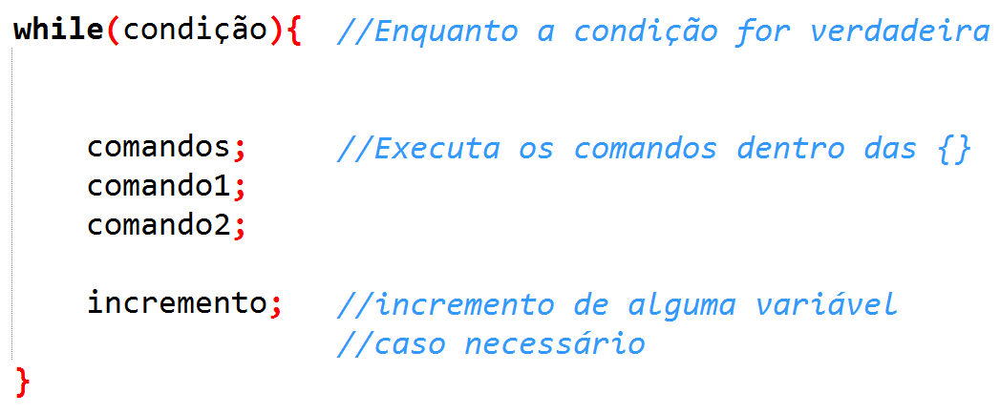 while(condição){ //Enquanto a condição for verdadeira
comandos; //Executa os comandos dentro das {}
comando1;
comando2;
incremento; //incremento de alguma variável
//caso necessário
}